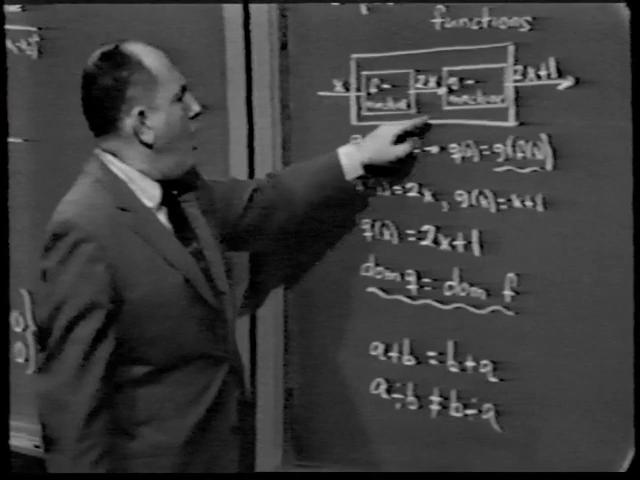 functions
x f- machine 2x g- machine 2x+1
q(x) = g(f(x))
=2x, g(x)=x+1
q(x) = 2x+1
dom q = dom f
a+b = b+a
a÷b ≠ b÷a